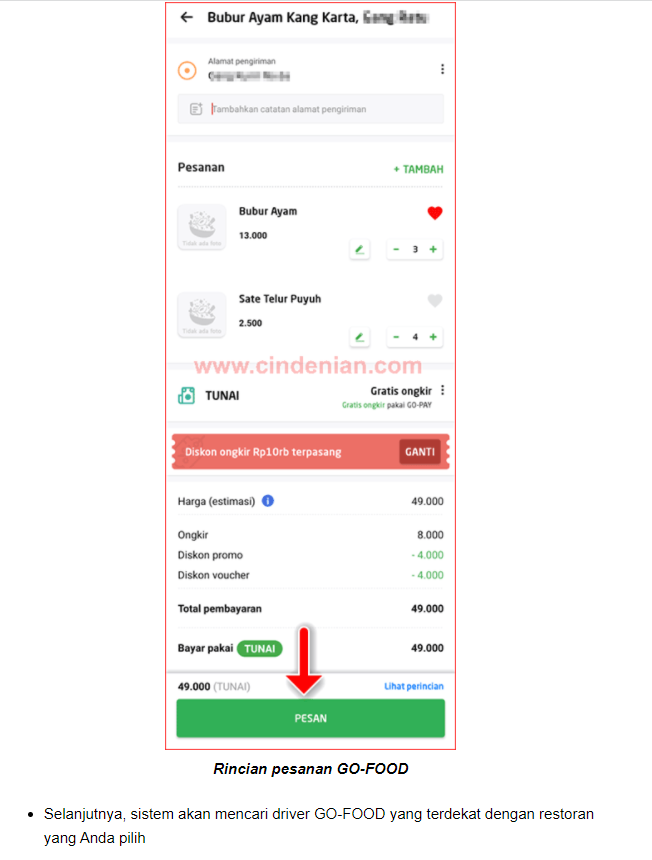 Bubur Ayam Kang Karta,
Alamat pengiriman
Tambahkan catatan alamat pengiriman
Pesanan
+ TAMBAH
Bubur Ayam
13.000
Tidak ada foto
- 3 +
Sate Telur Puyuh
2.500
Tidak ada foto
- 4 +
www.cindenian.com
TUNAI
Gratis ongkir
Gratis ongkir pakai GO-PAY
Diskon ongkir Rp10rb terpasang
GANTI
Harga (estimasi) i 49.000
Ongkir 8.000
Diskon promo - 4.000
Diskon voucher - 4.000
Total pembayaran 49.000
Bayar pakai TUNAI 49.000
49.000 (TUNAI) Lihat perincian
PESAN
Rincian pesanan GO-FOOD
• Selanjutnya, sistem akan mencari driver GO-FOOD yang terdekat dengan restoran
yang Anda pilih